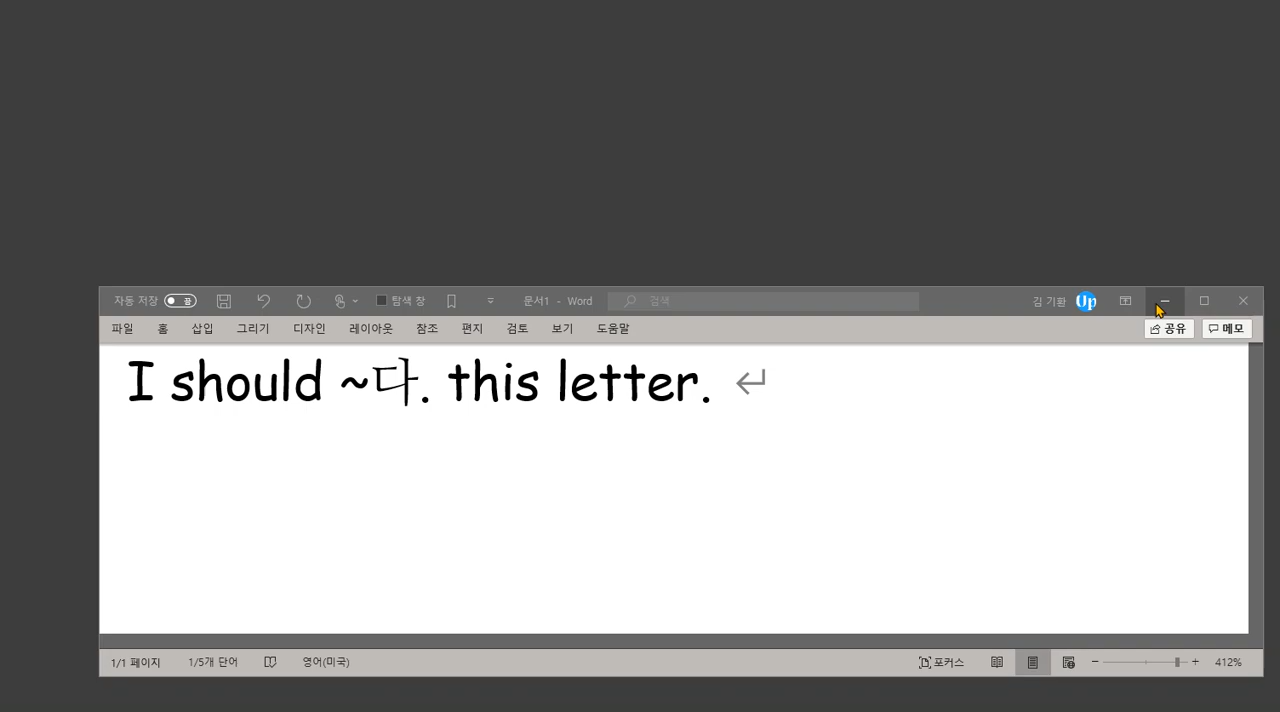 자동 저장 끔 탐색 창 문서1 - Word 검색 김 기환 Up
파일 홈 삽입 그리기 디자인 레이아웃 참조 편지 검토 보기 도움말 공유 메모
I should ~다. this letter. ↵
1/1 페이지 1/5개 단어 영어(미국) 포커스 412%